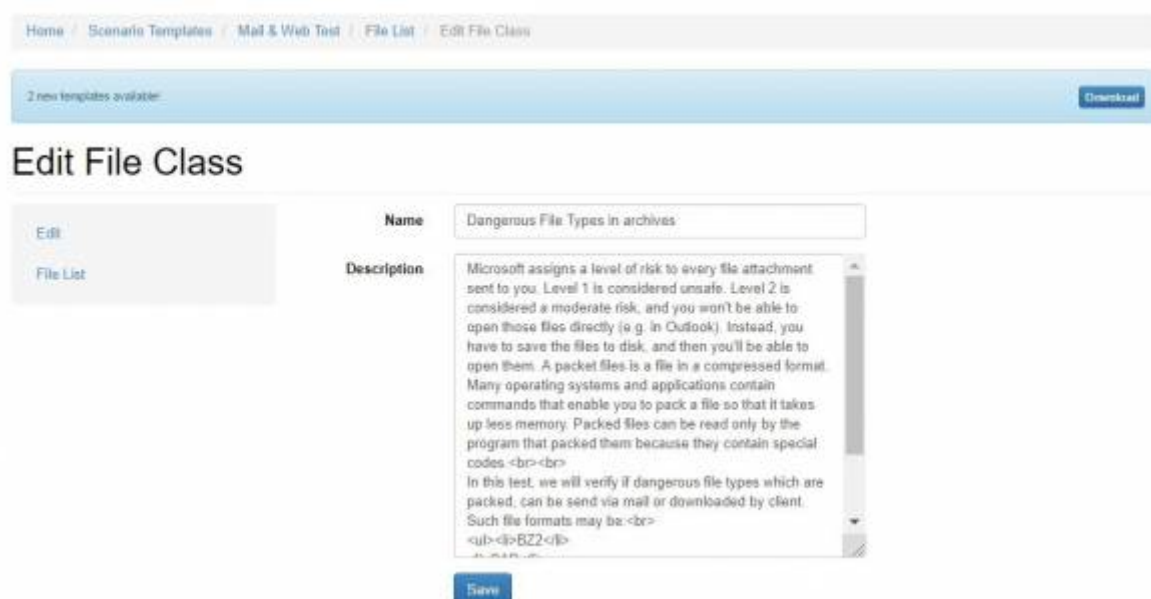 Home / Scenario Templates / Mail & Web Test / File List / Edit File Class
2 new templates available!
Download
Edit File Class
Edit
File List
Name
Dangerous File Types in archives
Description
Microsoft assigns a level of risk to every file attachment
sent to you. Level 1 is considered unsafe. Level 2 is
considered a moderate risk, and you won't be able to
open those files directly (e.g. in Outlook). Instead, you
have to save the files to disk, and then you'll be able to
open them. A packet files is a file in a compressed format.
Many operating systems and applications contain
commands that enable you to pack a file so that it takes
up less memory. Packed files can be read only by the
program that packed them because they contain special
codes.<br><br>
In this test, we will verify if dangerous file types which are
packed, can be send via mail or downloaded by client.
Such file formats may be:<br>
<ul><li>BZ2</li>
Save